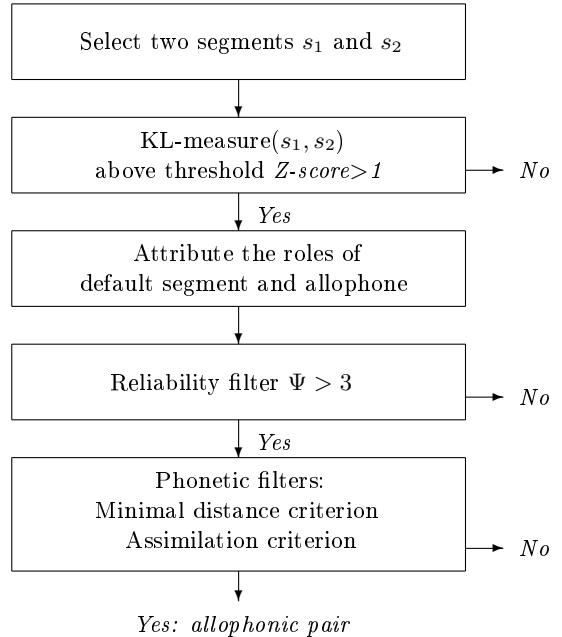 Select two segments s₁ and s₂
KL-measure(s₁, s₂)
above threshold Z-score>1
No
Yes
Attribute the roles of
default segment and allophone
Reliability filter Ψ > 3
No
Yes
Phonetic filters:
Minimal distance criterion
Assimilation criterion
No
Yes: allophonic pair